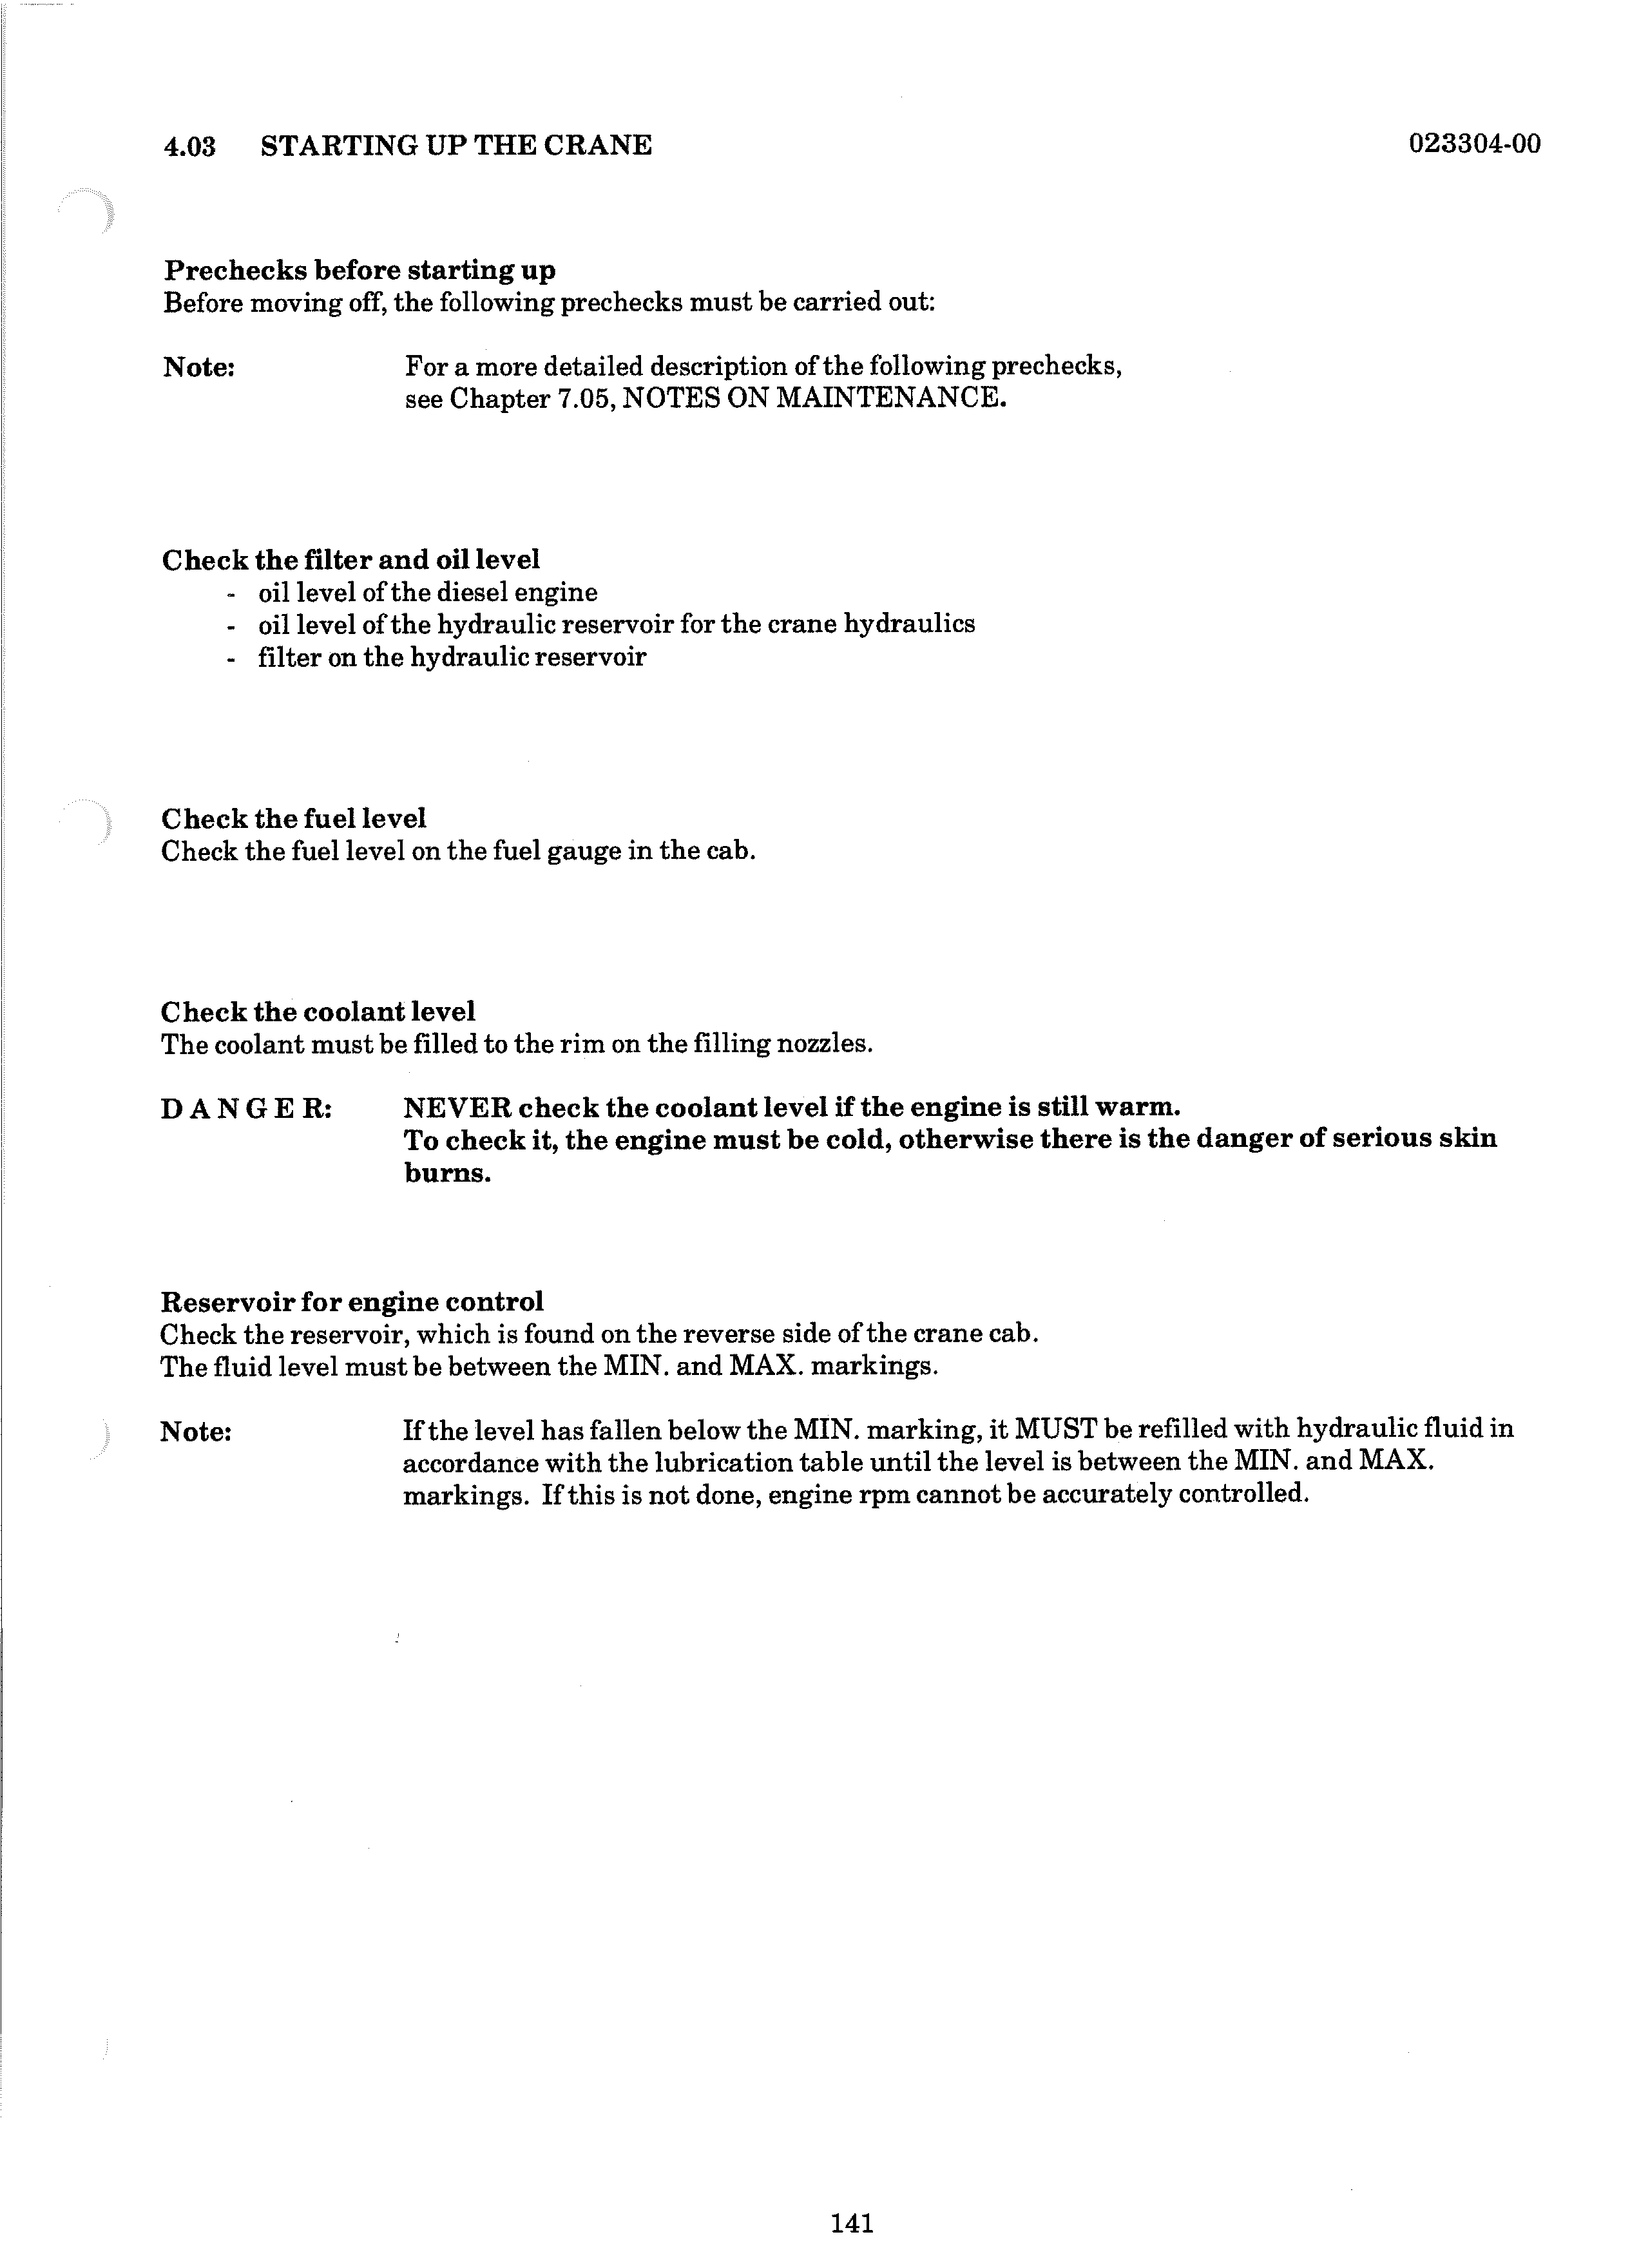 4.03 STARTING UP THE CRANE 023304-00
Prechecks before starting up
Before moving off, the following prechecks must be carried out:
Note: For a more detailed description of the following prechecks,
see Chapter 7.05, NOTES ON MAINTENANCE.
Check the filter and oil level
- oil level of the diesel engine
- oil level of the hydraulic reservoir for the crane hydraulics
- filter on the hydraulic reservoir
Check the fuel level
Check the fuel level on the fuel gauge in the cab.
Check the coolant level
The coolant must be filled to the rim on the filling nozzles.
D A N G E R: NEVER check the coolant level if the engine is still warm.
To check it, the engine must be cold, otherwise there is the danger of serious skin
burns.
Reservoir for engine control
Check the reservoir, which is found on the reverse side of the crane cab.
The fluid level must be between the MIN. and MAX. markings.
Note: If the level has fallen below the MIN. marking, it MUST be refilled with hydraulic fluid in
accordance with the lubrication table until the level is between the MIN. and MAX.
markings. If this is not done, engine rpm cannot be accurately controlled.
141